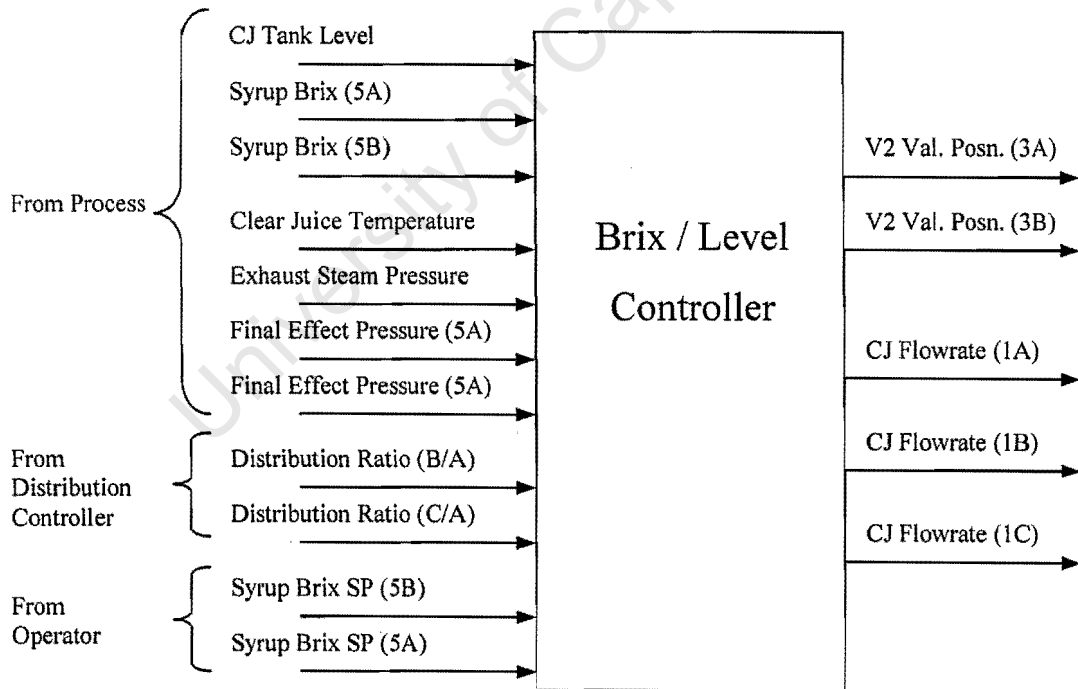 CJ Tank Level
Syrup Brix (5A)
Syrup Brix (5B)
From Process
Clear Juice Temperature
Exhaust Steam Pressure
Final Effect Pressure (5A)
Final Effect Pressure (5A)
From
Distribution
Controller
Distribution Ratio (B/A)
Distribution Ratio (C/A)
From
Operator
Syrup Brix SP (5B)
Syrup Brix SP (5A)
Brix / Level
Controller
V2 Val. Posn. (3A)
V2 Val. Posn. (3B)
CJ Flowrate (1A)
CJ Flowrate (1B)
CJ Flowrate (1C)
University of Cap